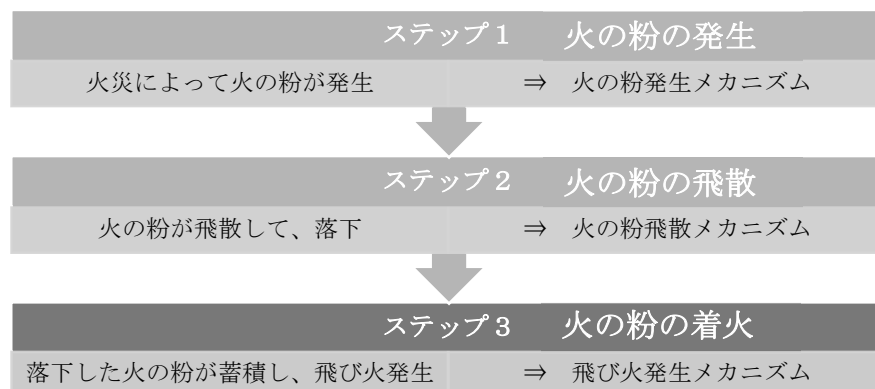 ステップ1　火の粉の発生
火災によって火の粉が発生　⇒　火の粉発生メカニズム
ステップ2　火の粉の飛散
火の粉が飛散して、落下　⇒　火の粉飛散メカニズム
ステップ3　火の粉の着火
落下した火の粉が蓄積し、飛び火発生　⇒　飛び火発生メカニズム